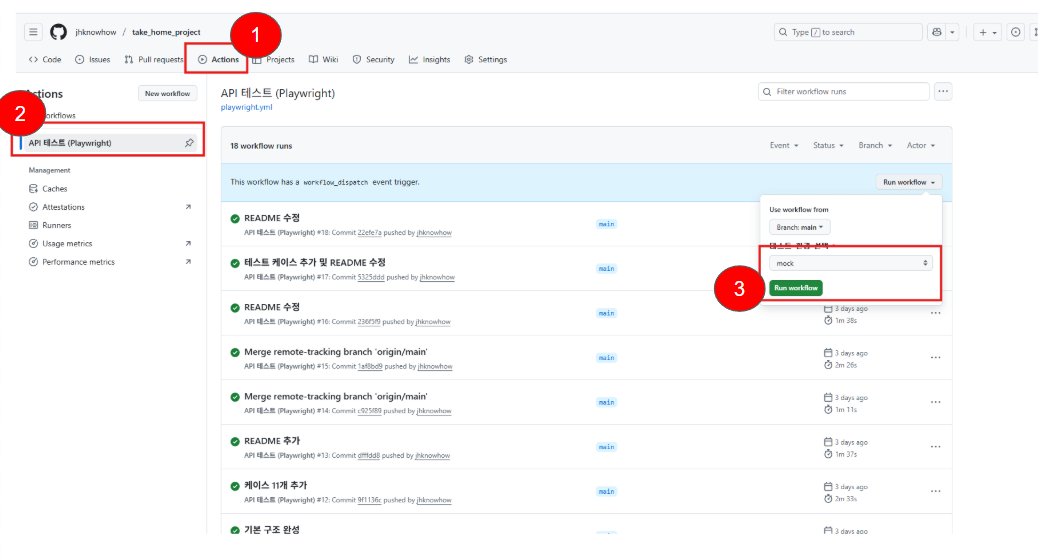 jhknowhow / take_home_project
Type / to search
1
Code
Issues
Pull requests
Actions
Projects
Wiki
Security
Insights
Settings
Actions
New workflow
2
workflows
API 테스트 (Playwright)
Management
Caches
Attestations
Runners
Usage metrics
Performance metrics
API 테스트 (Playwright)
playwright.yml
Filter workflow runs
18 workflow runs
Event
Status
Branch
Actor
This workflow has a workflow_dispatch event trigger.
Run workflow
Use workflow from
Branch: main
테스트 환경 선택
mock
Run workflow
3
README 수정
API 테스트 (Playwright) #18: Commit 22efe7a pushed by jhknowhow
main
테스트 케이스 추가 및 README 수정
API 테스트 (Playwright) #17: Commit 5325ddd pushed by jhknowhow
main
README 수정
API 테스트 (Playwright) #16: Commit 236f5f9 pushed by jhknowhow
main
3 days ago
1m 38s
Merge remote-tracking branch 'origin/main'
API 테스트 (Playwright) #15: Commit 1af8bd9 pushed by jhknowhow
main
3 days ago
2m 26s
Merge remote-tracking branch 'origin/main'
API 테스트 (Playwright) #14: Commit c925f89 pushed by jhknowhow
main
3 days ago
1m 11s
README 추가
API 테스트 (Playwright) #13: Commit dfffdd8 pushed by jhknowhow
main
3 days ago
1m 37s
케이스 11개 추가
API 테스트 (Playwright) #12: Commit 9f1136c pushed by jhknowhow
main
3 days ago
2m 33s
기본 구조 완성
3 days ago